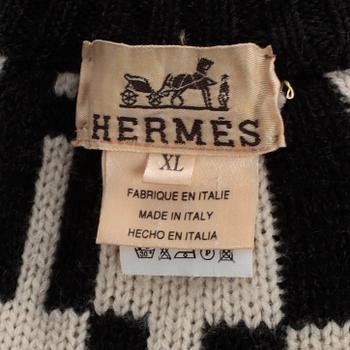 HERMÈS
XL
FABRIQUE EN ITALIE
MADE IN ITALY
HECHO EN ITALIA